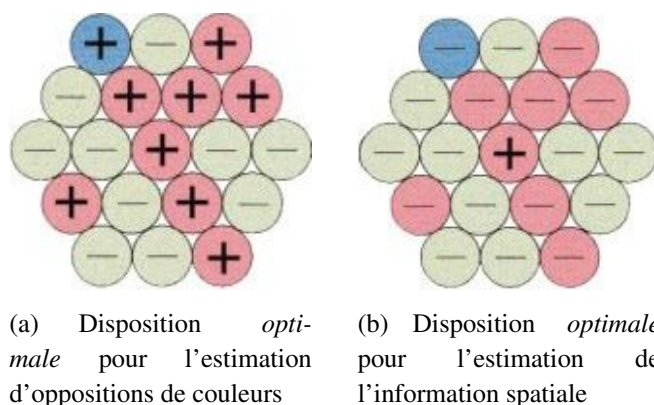 (a) Disposition opti-
male pour l'estimation
d'oppositions de couleurs
(b) Disposition optimale
pour l'estimation de
l'information spatiale